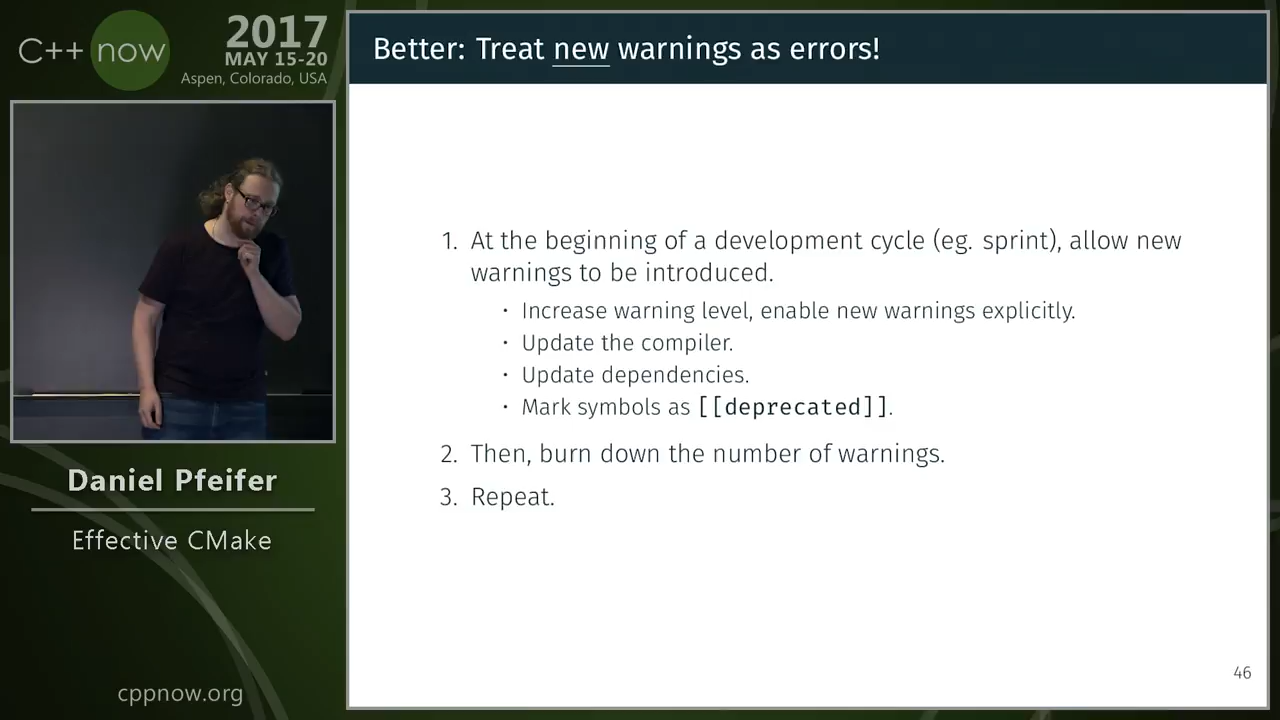 C++ now
2017
MAY 15-20
Aspen, Colorado, USA
Daniel Pfeifer
Effective CMake
cppnow.org
Better: Treat new warnings as errors!
1. At the beginning of a development cycle (eg. sprint), allow new
warnings to be introduced.
· Increase warning level, enable new warnings explicitly.
· Update the compiler.
· Update dependencies.
· Mark symbols as [[deprecated]].
2. Then, burn down the number of warnings.
3. Repeat.
46